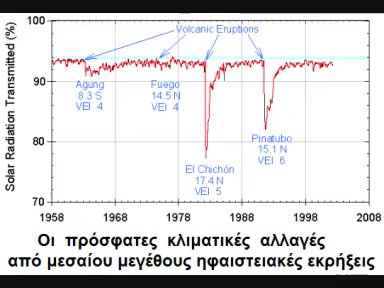 100
Volcanic Eruptions
90
Agung
8.3 S
VEI 4
Fuego
14.5 N
VEI 4
Solar Radiation Transmitted (%)
80
Pinatubo
15.1 N
VEI 6
El Chichón
17.4 N
VEI 5
70
1958 1968 1978 1988 1998 2008
Οι πρόσφατες κλιματικές αλλαγές
από μεσαίου μεγέθους ηφαιστειακές εκρήξεις